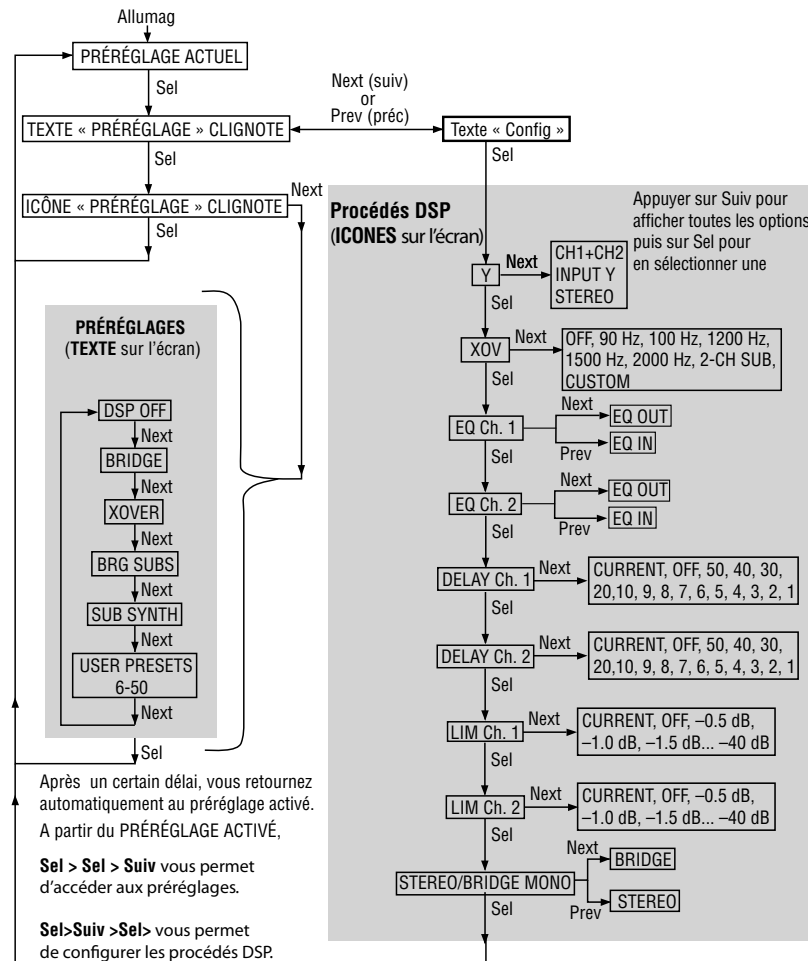 Allumag
PRÉRÉGLAGE ACTUEL
Sel
Next (suiv)
or
Prev (préc)
TEXTE « PRÉRÉGLAGE » CLIGNOTE
Texte « Config »
Sel
Sel
ICÔNE « PRÉRÉGLAGE » CLIGNOTE
Next
Sel
Procédés DSP
(ICONES sur l'écran)
Appuyer sur Suiv pour
afficher toutes les options
puis sur Sel pour
en sélectionner une
Y
Next
CH1+CH2
INPUT Y
STEREO
Sel
XOV
Next
OFF, 90 Hz, 100 Hz, 1200 Hz,
1500 Hz, 2000 Hz, 2-CH SUB,
CUSTOM
Sel
EQ Ch. 1
Next
EQ OUT
Prev
EQ IN
Sel
EQ Ch. 2
Next
EQ OUT
Prev
EQ IN
Sel
DELAY Ch. 1
Next
CURRENT, OFF, 50, 40, 30,
20,10, 9, 8, 7, 6, 5, 4, 3, 2, 1
Sel
DELAY Ch. 2
Next
CURRENT, OFF, 50, 40, 30,
20,10, 9, 8, 7, 6, 5, 4, 3, 2, 1
Sel
LIM Ch. 1
Next
CURRENT, OFF, –0.5 dB,
–1.0 dB, –1.5 dB... –40 dB
Sel
LIM Ch. 2
Next
CURRENT, OFF, –0.5 dB,
–1.0 dB, –1.5 dB... –40 dB
Sel
STEREO/BRIDGE MONO
Next
BRIDGE
Prev
STEREO
Sel
PRÉRÉGLAGES
(TEXTE sur l'écran)
DSP OFF
Next
BRIDGE
Next
XOVER
Next
BRG SUBS
Next
SUB SYNTH
Next
USER PRESETS
6-50
Next
Sel
Après un certain délai, vous retournez
automatiquement au préréglage activé.
A partir du PRÉRÉGLAGE ACTIVÉ,
Sel > Sel > Suiv vous permet
d'accéder aux préréglages.
Sel>Suiv >Sel> vous permet
de configurer les procédés DSP.